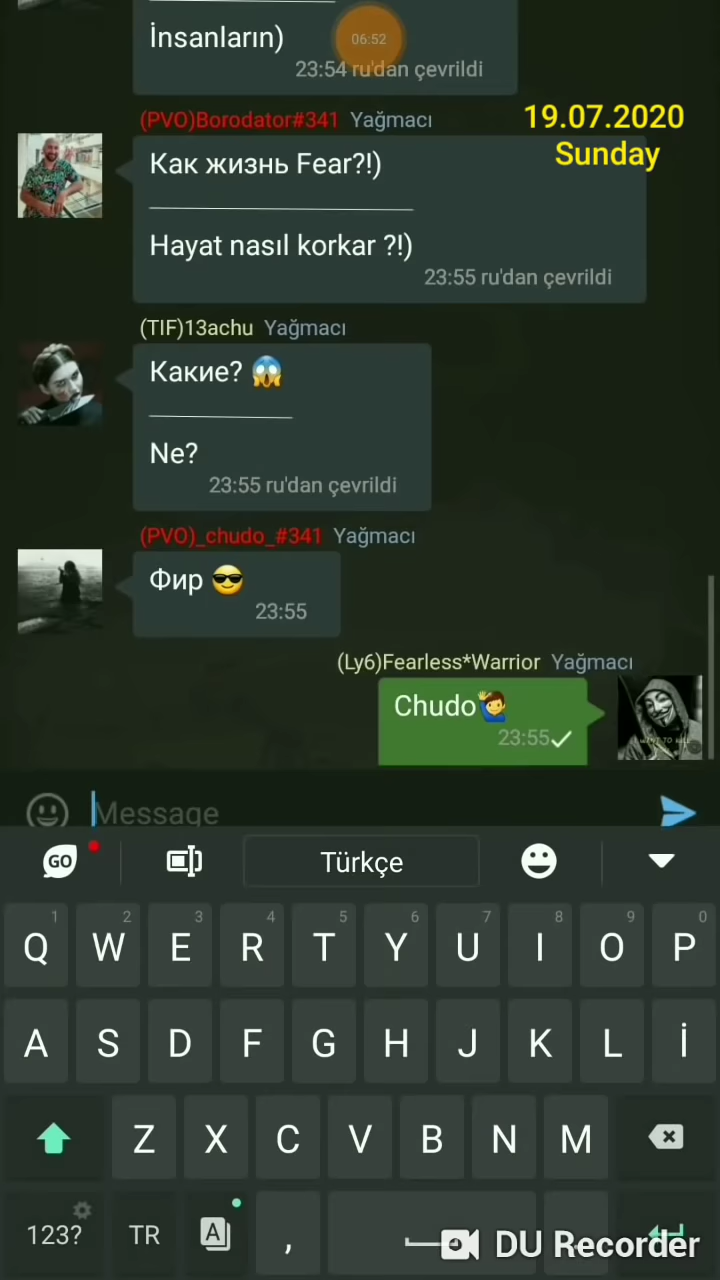 İnsanların)
06:52
23:54 ru'dan çevrildi
19.07.2020
Sunday
(PVO)Borodator#341 Yağmacı
Как жизнь Fear?!)
Hayat nasıl korkar ?!)
23:55 ru'dan çevrildi
(TIF)13achu Yağmacı
Какие? 😱
Ne?
23:55 ru'dan çevrildi
(PVO)_chudo_#341 Yağmacı
Фир 😎
23:55
(Ly6)Fearless*Warrior Yağmacı
Chudo🙋‍♂️
23:55
Message
GO
Türkçe
1 2 3 4 5 6 7 8 9 0
Q W E R T Y U I O P
A S D F G H J K L İ
Z X C V B N M
123? TR A ,
DU Recorder